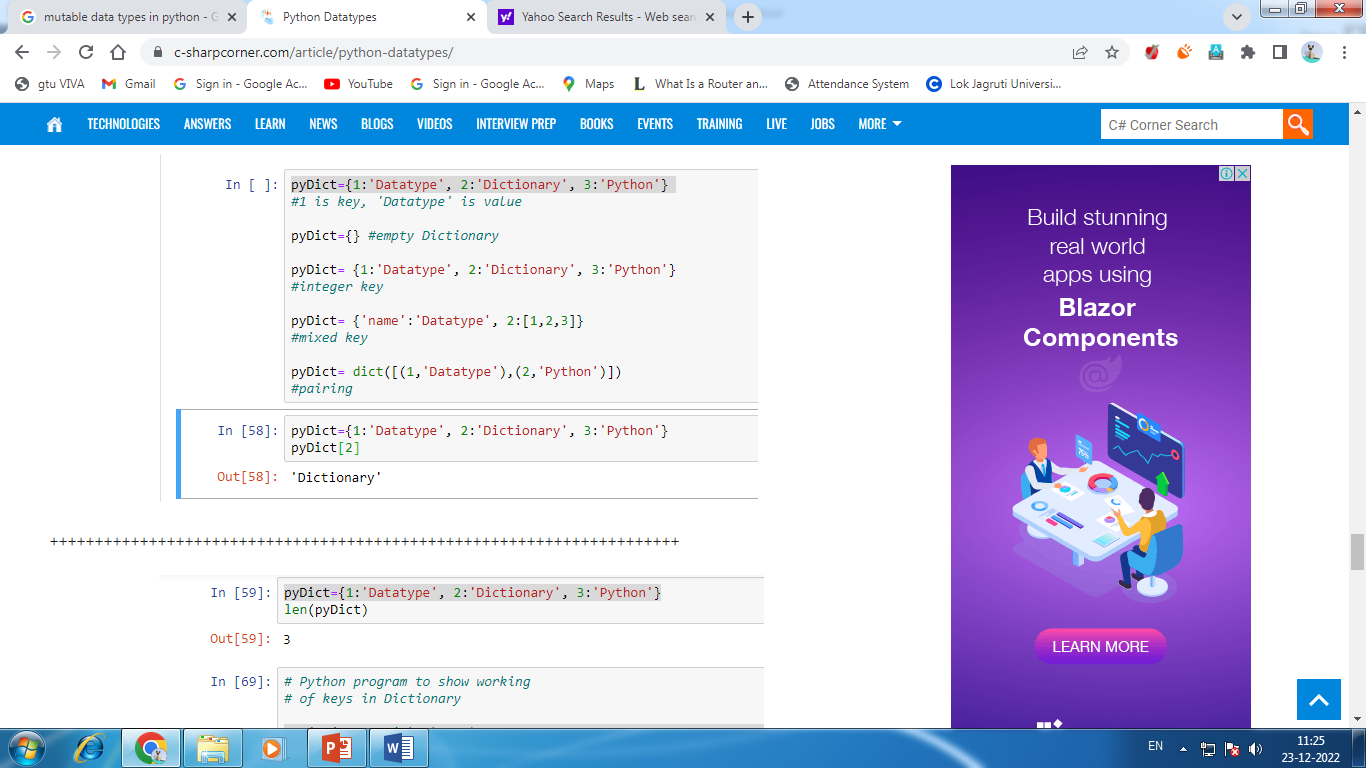 mutable data types in python - G
Python Datatypes
Yahoo Search Results - Web sear
c-sharpcorner.com/article/python-datatypes/
gtu VIVA
Gmail
Sign in - Google Ac...
YouTube
Sign in - Google Ac...
Maps
What Is a Router an...
Attendance System
Lok Jagruti Universi...
TECHNOLOGIES
ANSWERS
LEARN
NEWS
BLOGS
VIDEOS
INTERVIEW PREP
BOOKS
EVENTS
TRAINING
LIVE
JOBS
MORE
C# Corner Search
In [ ]:
pyDict={1:'Datatype', 2:'Dictionary', 3:'Python'}
#1 is key, 'Datatype' is value
pyDict={} #empty Dictionary
pyDict= {1:'Datatype', 2:'Dictionary', 3:'Python'}
#integer key
pyDict= {'name':'Datatype', 2:[1,2,3]}
#mixed key
pyDict= dict([(1,'Datatype'),(2,'Python')])
#pairing
In [58]:
pyDict={1:'Datatype', 2:'Dictionary', 3:'Python'}
pyDict[2]
Out[58]:
'Dictionary'
++++++++++++++++++++++++++++++++++++++++++++++++++++++++++++++++++++++
In [59]:
pyDict={1:'Datatype', 2:'Dictionary', 3:'Python'}
len(pyDict)
Out[59]:
3
In [69]:
# Python program to show working
# of keys in Dictionary
Build stunning
real world
apps using
Blazor
Components
LEARN MORE
EN
11:25
23-12-2022